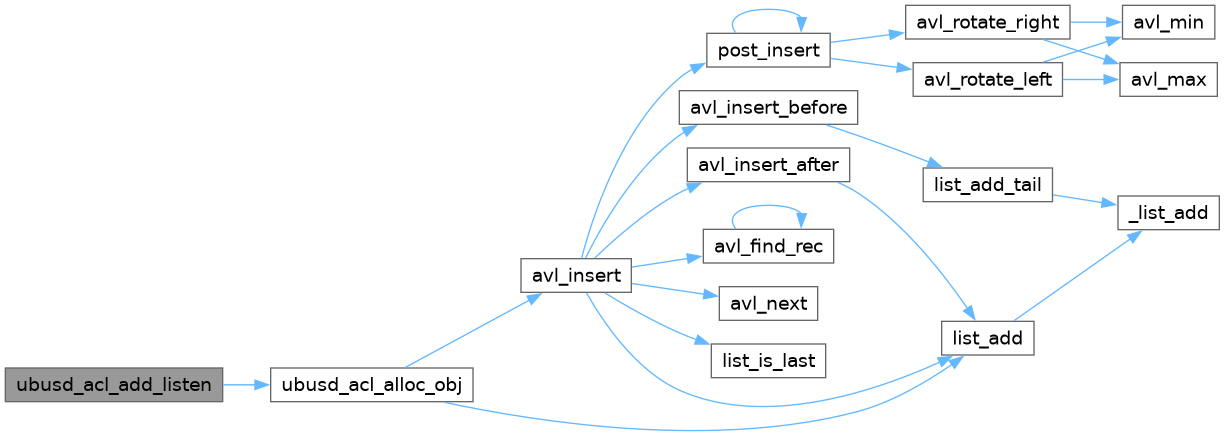 ubusd_acl_add_listen
ubusd_acl_alloc_obj
avl_insert
post_insert
avl_rotate_right
avl_min
avl_rotate_left
avl_max
avl_insert_before
list_add_tail
_list_add
avl_insert_after
avl_find_rec
avl_next
list_is_last
list_add